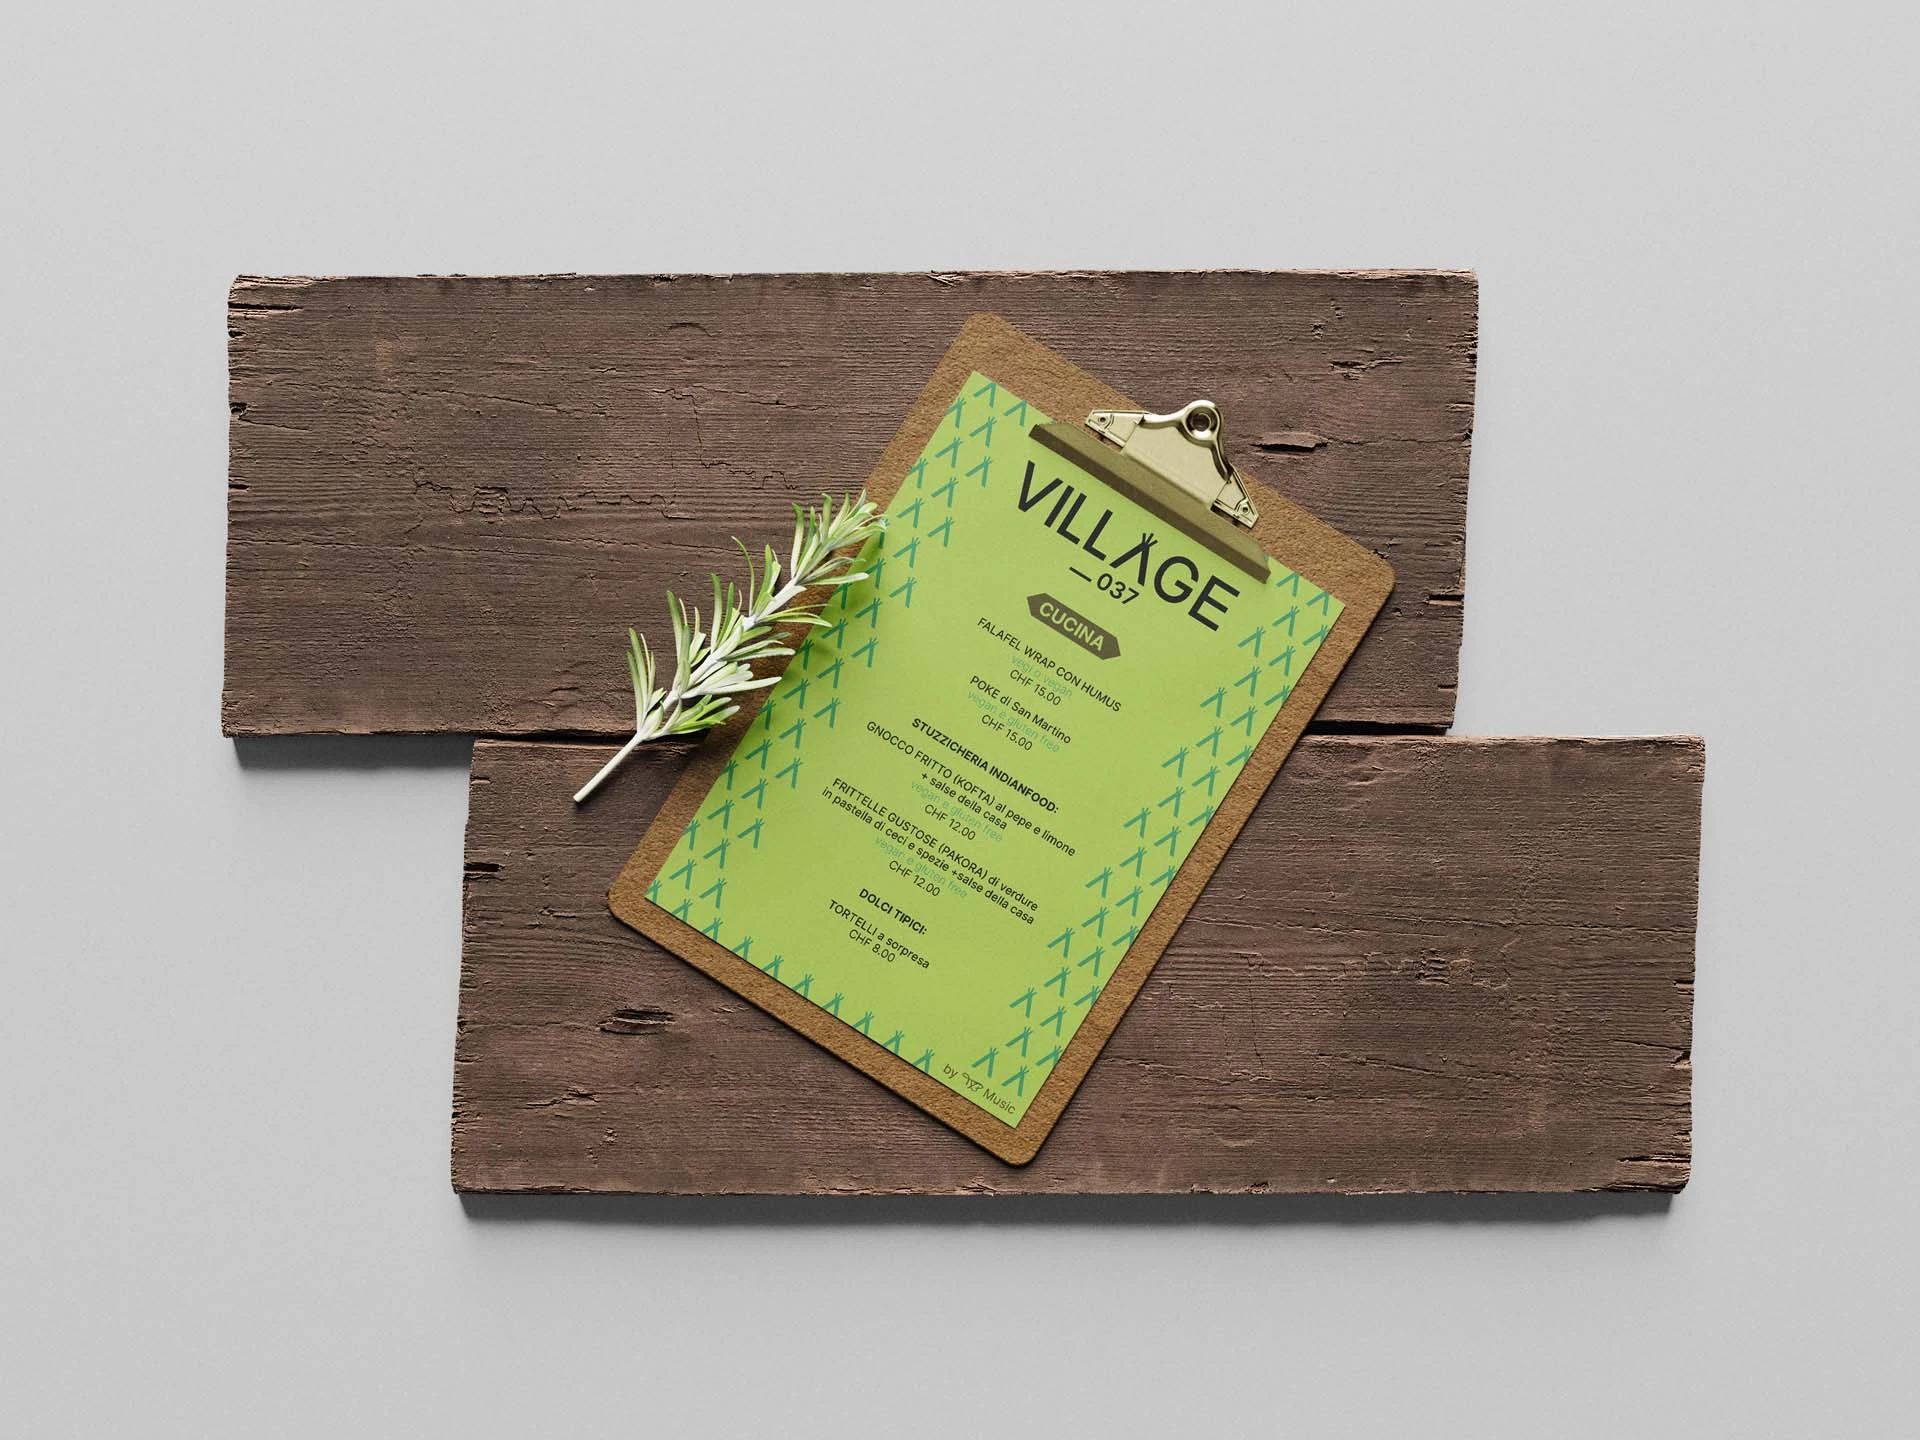 VILLAGE
—037
CUCINA
FALAFEL WRAP CON HUMUS
vegi o vegan
CHF 15.00
POKE di San Martino
vegan e gluten free
CHF 15.00
STUZZICHERIA INDIANFOOD:
GNOCCO FRITTO (KOFTA) al pepe e limone
+ salse della casa
vegan e gluten free
CHF 12.00
FRITTELLE GUSTOSE (PAKORA) di verdure
in pastella di ceci e spezie +salse della casa
vegan e gluten free
CHF 12.00
DOLCI TIPICI:
TORTELLI a sorpresa
CHF 8.00
by Music